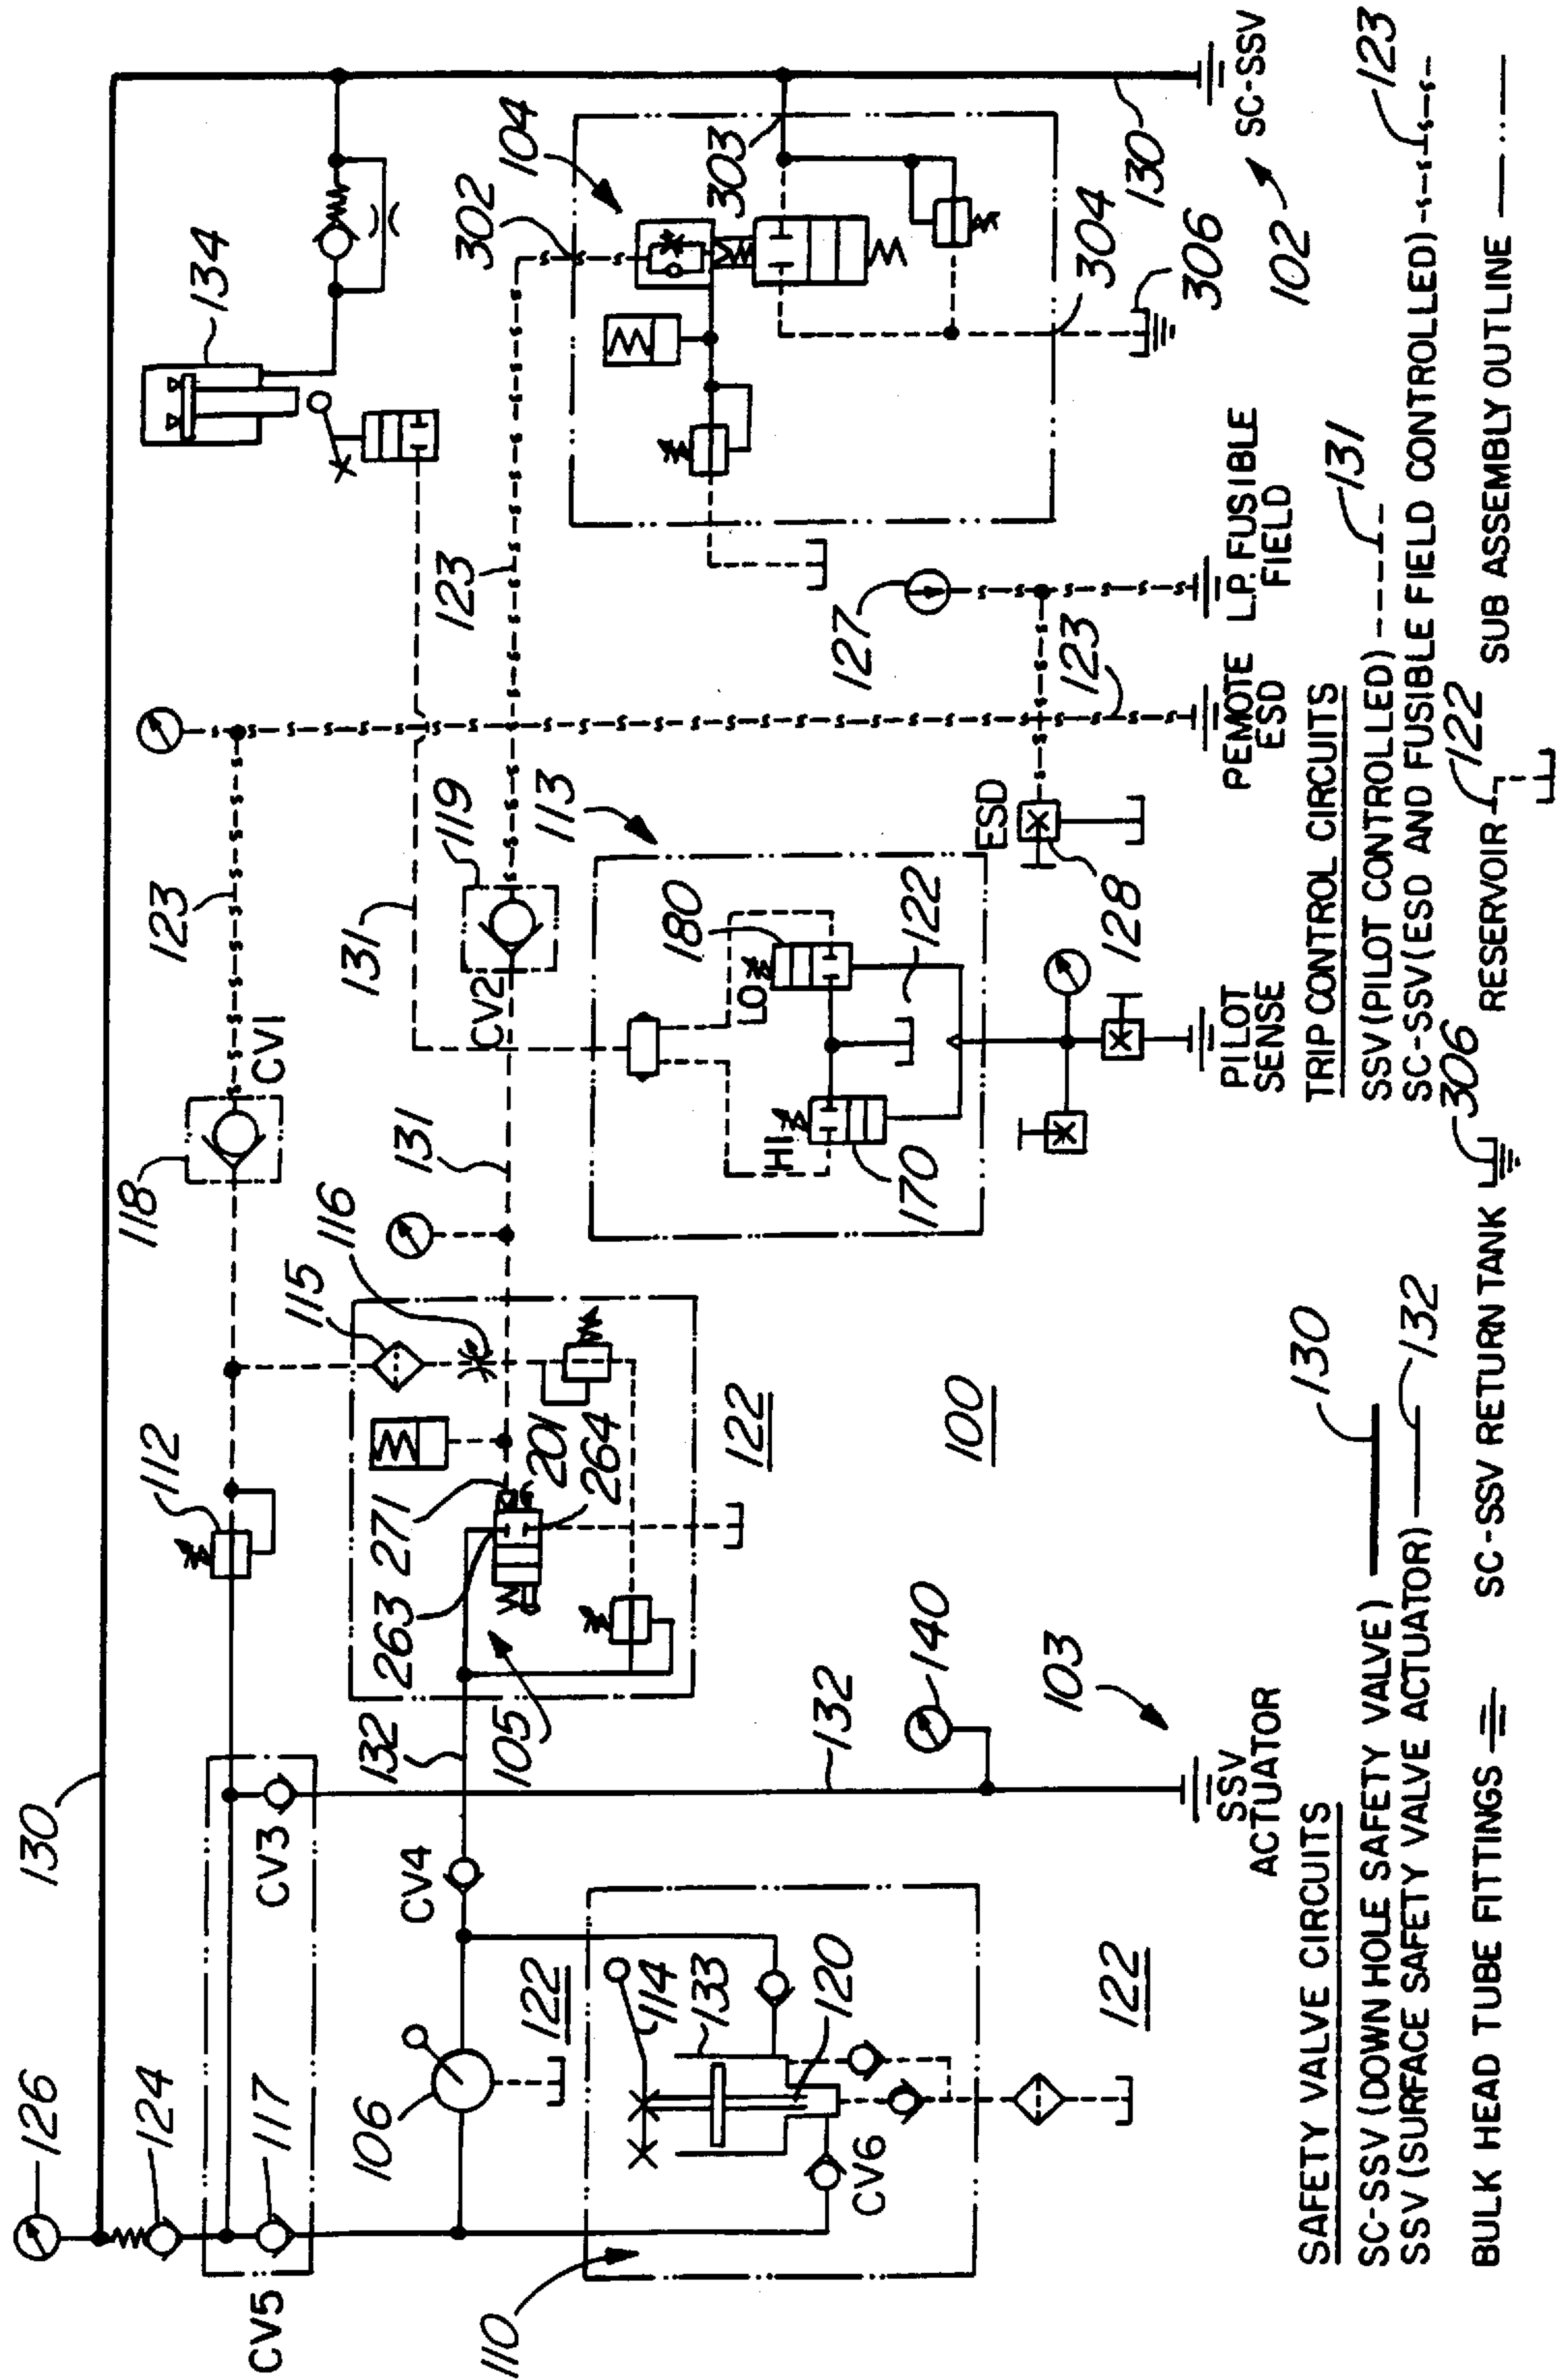 126
130
124
117
CV5
CV3
106
122
110
114
133
120
CV6
122
CV4
132
105
132
140
103
SSV
ACTUATOR
112
263
271
201
264
115
116
122
100
118
CV1
123
131
131
CV2
119
113
HI
LO
180
170
122
PILOT
SENSE
128
ESD
127
123
123
PEMOTE
ESD
L.P. FUSIBLE
FIELD
134
302
104
303
304
306
130
102
SC-SSV
SAFETY VALVE CIRCUITS
SC-SSV (DOWN HOLE SAFETY VALVE)
130
SSV (SURFACE SAFETY VALVE ACTUATOR)
132
BULK HEAD TUBE FITTINGS
SC-SSV RETURN TANK
306
TRIP CONTROL CIRCUITS
SSV (PILOT CONTROLLED)
131
SC-SSV (ESD AND FUSIBLE FIELD CONTROLLED)
123
RESERVOIR
122
SUB ASSEMBLY OUTLINE